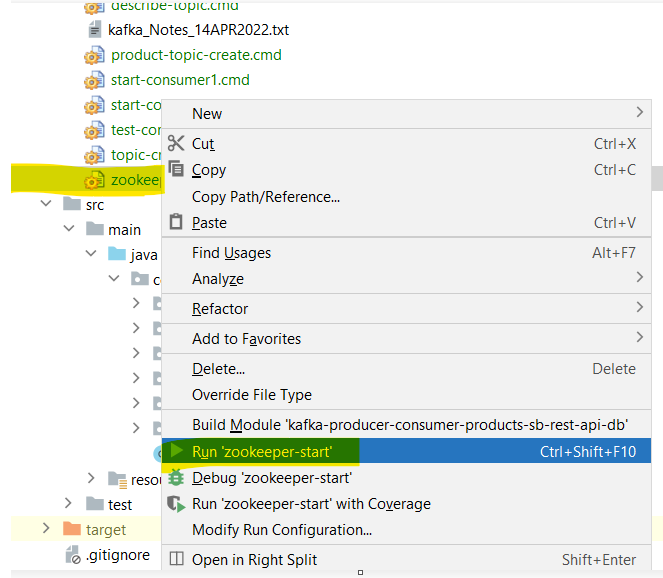 describe-topic.cmd
kafka_Notes_14APR2022.txt
product-topic-create.cmd
start-consumer1.cmd
start-co
test-con
topic-cr
zookeep
src
main
java
co
resou
test
target
.gitignore
New
Cut Ctrl+X
Copy Ctrl+C
Copy Path/Reference...
Paste Ctrl+V
Find Usages Alt+F7
Analyze
Refactor
Add to Favorites
Delete... Delete
Override File Type
Build Module 'kafka-producer-consumer-products-sb-rest-api-db'
Run 'zookeeper-start' Ctrl+Shift+F10
Debug 'zookeeper-start'
Run 'zookeeper-start' with Coverage
Modify Run Configuration...
Open in Right Split Shift+Enter